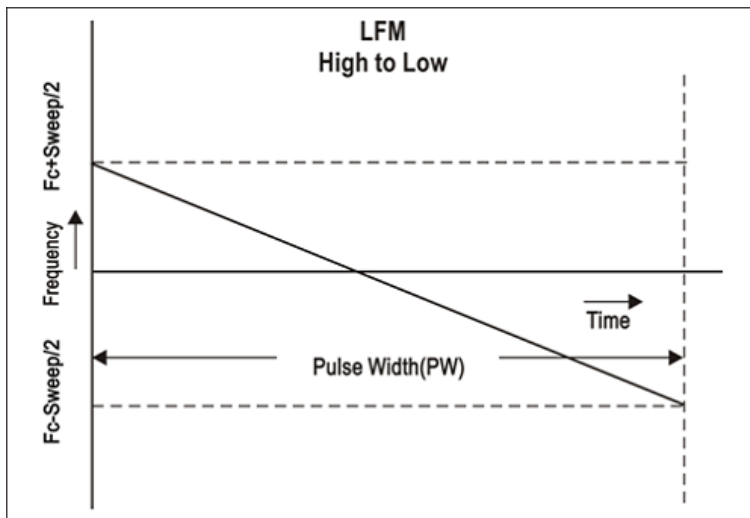 LFM
High to Low
Fc+Sweep/2
Frequency
Time
Fc-Sweep/2
Pulse Width(PW)